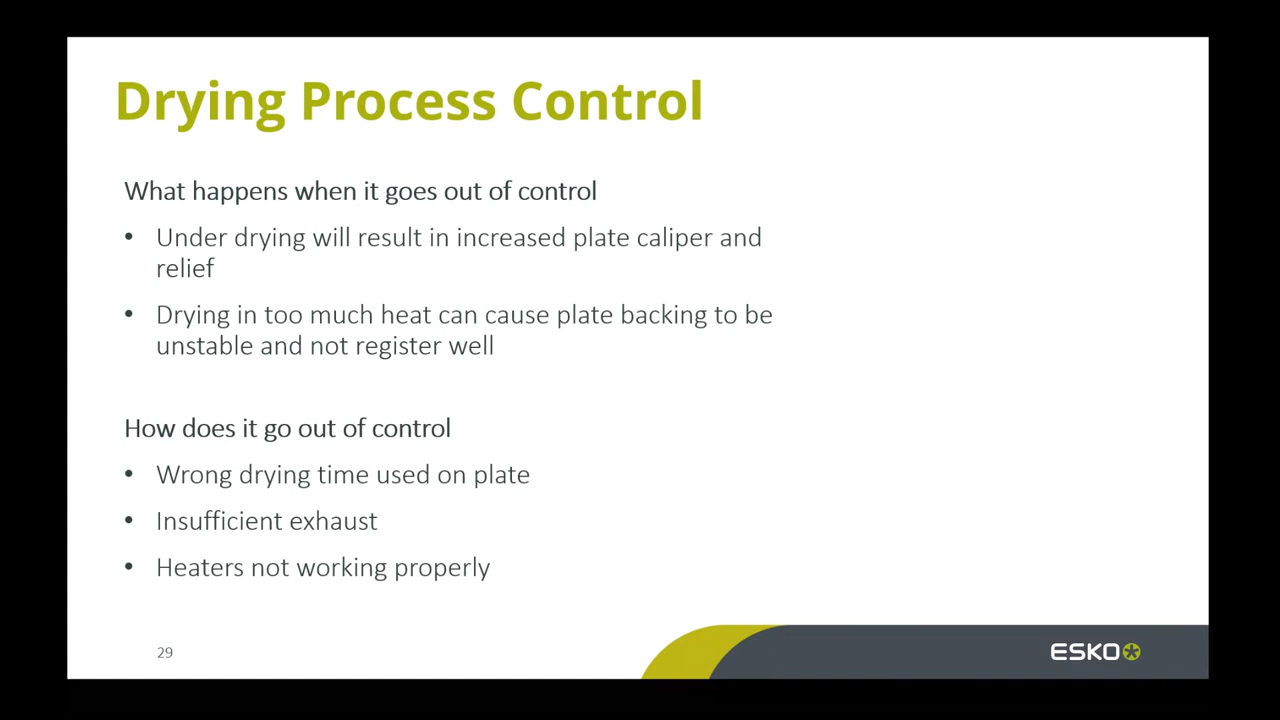 Drying Process Control
What happens when it goes out of control
• Under drying will result in increased plate caliper and
relief
• Drying in too much heat can cause plate backing to be
unstable and not register well
How does it go out of control
• Wrong drying time used on plate
• Insufficient exhaust
• Heaters not working properly
29
ESKO